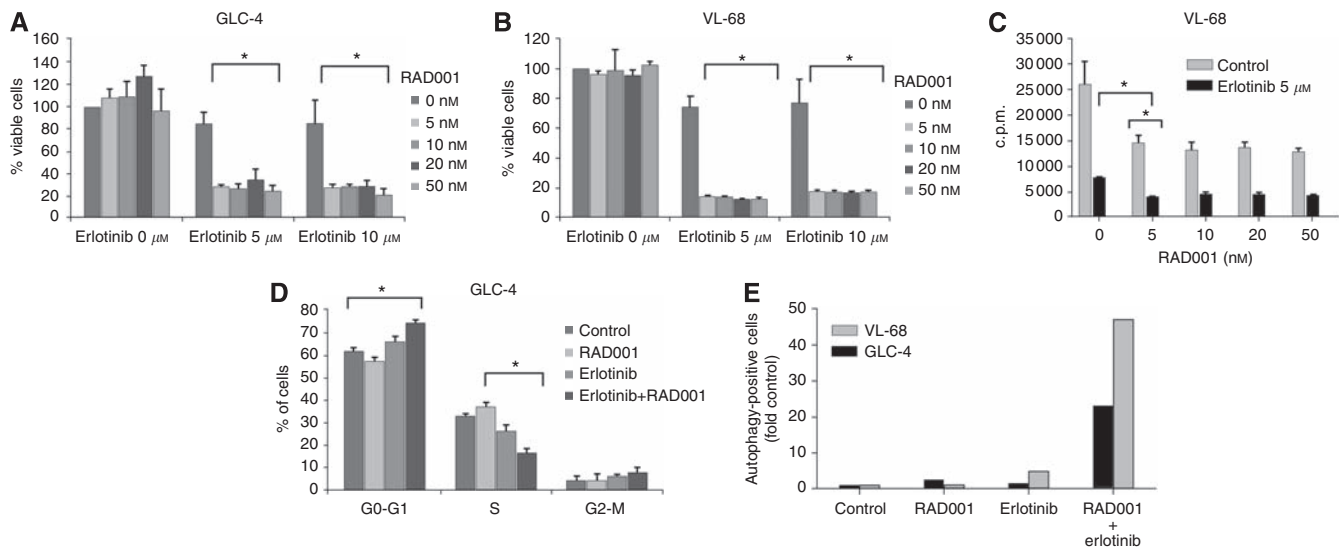 A
GLC-4
% viable cells
160
140
120
100
80
60
40
20
0
*
*
RAD001
0 nM
5 nM
10 nM
20 nM
50 nM
Erlotinib 0 μM
Erlotinib 5 μM
Erlotinib 10 μM
B
VL-68
% viable cells
120
100
80
60
40
20
0
*
*
RAD001
0 nM
5 nM
10 nM
20 nM
50 nM
Erlotinib 0 μM
Erlotinib 5 μM
Erlotinib 10 μM
C
VL-68
c.p.m.
35 000
30 000
25 000
20 000
15 000
10 000
5000
0
Control
Erlotinib 5 μM
*
*
0
5
10
20
50
RAD001 (nM)
D
GLC-4
% of cells
80
70
60
50
40
30
20
10
0
*
*
Control
RAD001
Erlotinib
Erlotinib+RAD001
G0-G1
S
G2-M
E
Autophagy-positive cells
(fold control)
50
40
30
20
10
0
VL-68
GLC-4
Control
RAD001
Erlotinib
RAD001
+
erlotinib